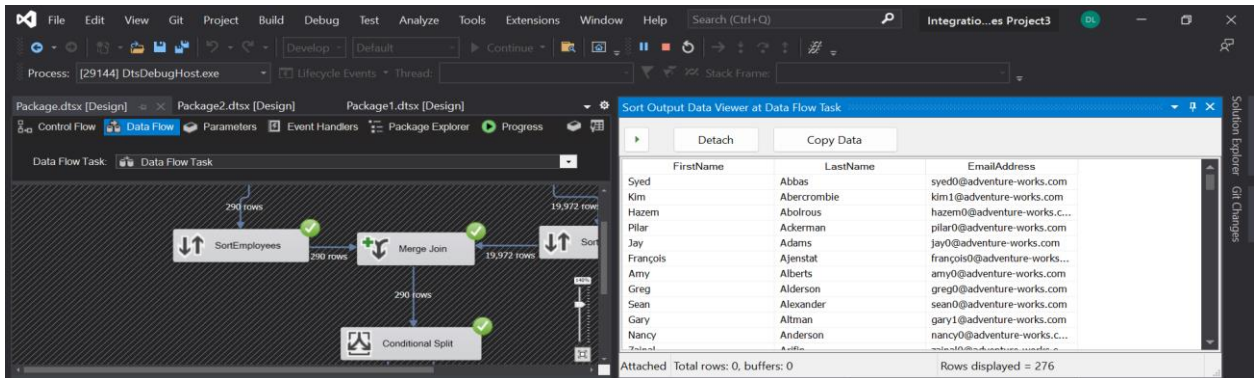 File Edit View Git Project Build Debug Test Analyze Tools Extensions Window Help Search (Ctrl+Q) Integratio...es Project3 DL
Develop Default Continue
Process: [29144] DtsDebugHost.exe Lifecycle Events Thread: Stack Frame:
Package.dtsx [Design] Package2.dtsx [Design] Package1.dtsx [Design]
Control Flow Data Flow Parameters Event Handlers Package Explorer Progress
Data Flow Task: Data Flow Task
290 rows
19,972 rows
SortEmployees
Merge Join
Sort
290 rows
19,972 rows
290 rows
Conditional Split
140%
Sort Output Data Viewer at Data Flow Task
Detach Copy Data
FirstName LastName EmailAddress
Syed Abbas syed0@adventure-works.com
Kim Abercrombie kim1@adventure-works.com
Hazem Abolrous hazem0@adventure-works.c...
Pilar Ackerman pilar0@adventure-works.com
Jay Adams jay0@adventure-works.com
François Ajenstat françois0@adventure-works...
Amy Alberts amy0@adventure-works.com
Greg Alderson greg0@adventure-works.com
Sean Alexander sean0@adventure-works.com
Gary Altman gary1@adventure-works.com
Nancy Anderson nancy0@adventure-works.c...
Attached Total rows: 0, buffers: 0 Rows displayed = 276
Solution Explorer
Git Changes